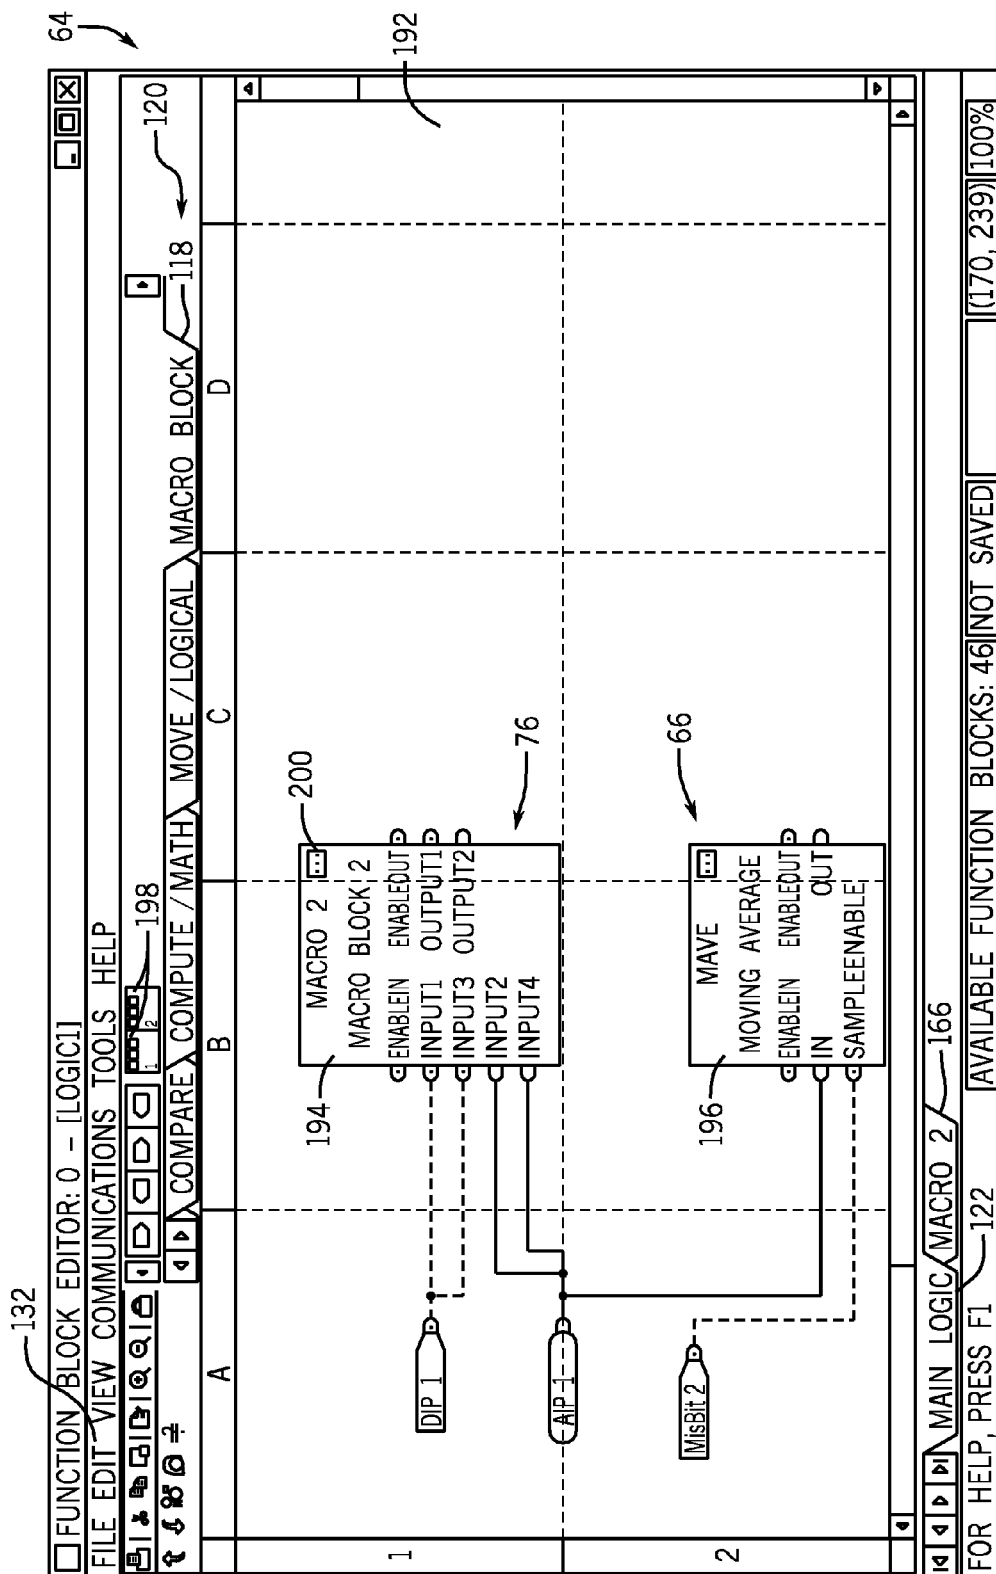 64
132
FUNCTION BLOCK EDITOR: 0 - [LOGIC1]
FILE EDIT VIEW COMMUNICATIONS TOOLS HELP
198
1 2
120
COMPARE COMPUTE/MATH MOVE/LOGICAL MACRO BLOCK
118
A B C D
192
1
194
MACRO 2
200
MACRO BLOCK 2
ENABLEIN ENABLEOUT
INPUT1 OUTPUT1
INPUT3 OUTPUT2
INPUT2
INPUT4
76
DIP 1
AIP 1
2
MisBit 2
196
MAVE
66
MOVING AVERAGE
ENABLEIN ENABLEOUT
IN OUT
SAMPLEENABLE
MAIN LOGIC MACRO 2
166
122
FOR HELP, PRESS F1
AVAILABLE FUNCTION BLOCKS: 46 NOT SAVED (170, 239) 100%